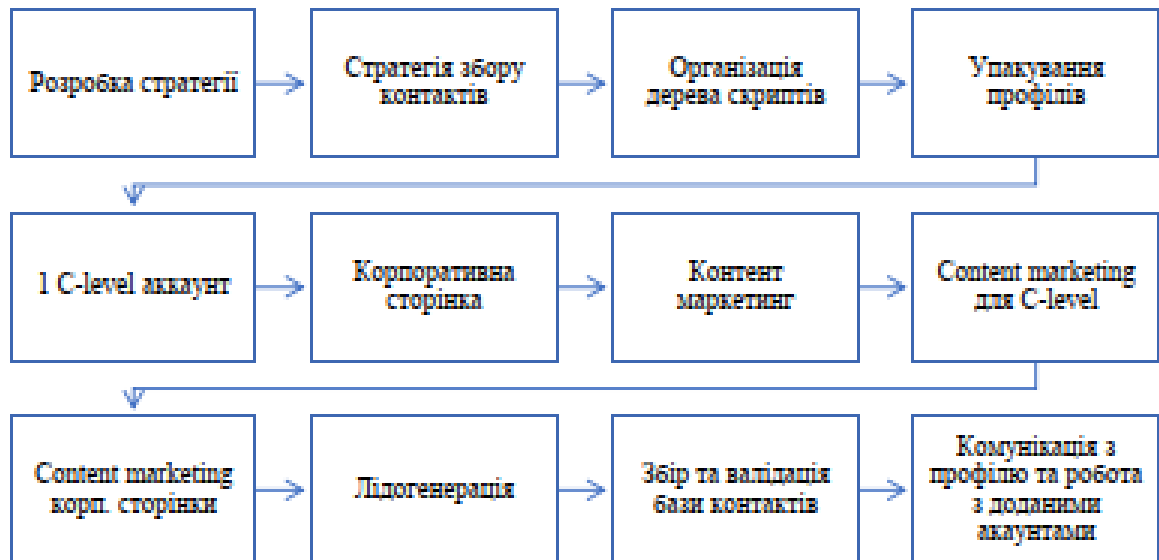 Розробка стратегії
Стратегія збору
контактів
Організація
дерева скриптів
Упакування
профілів
1 C-level аккаунт
Корпоративна
сторінка
Контент
маркетинг
Content marketing
для C-level
Content marketing
корп. сторінки
Лідогенерація
Збір та валідація
бази контактів
Комунікація з
профілю та робота
з доданими
акаунтами